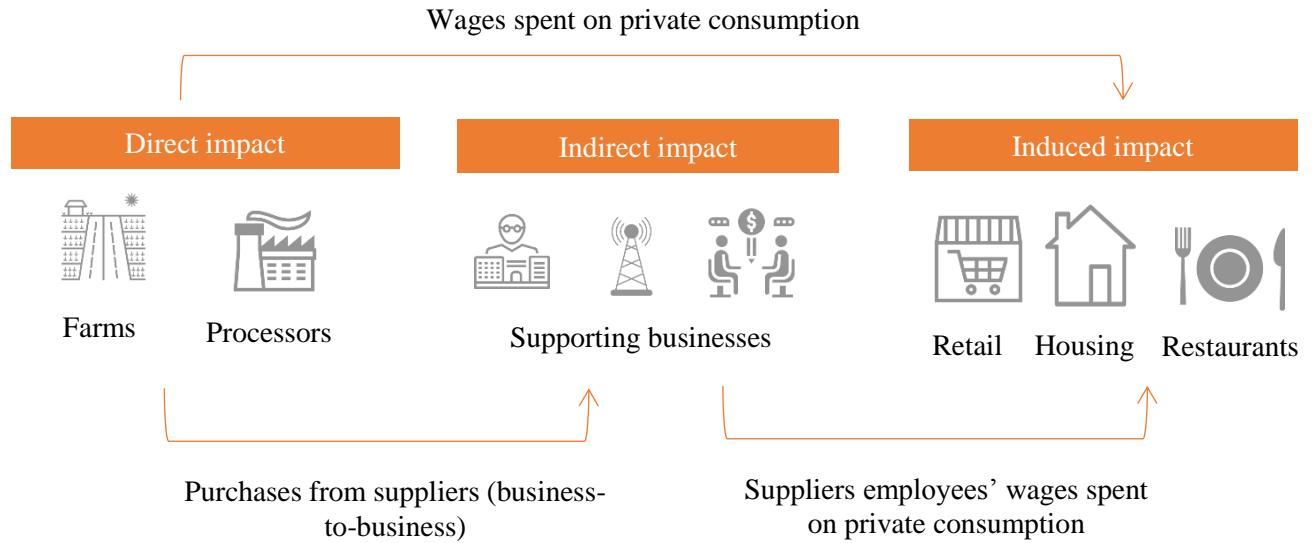 Wages spent on private consumption
Direct impact
Indirect impact
Induced impact
$
Farms
Processors
Supporting businesses
Retail
Housing
Restaurants
Purchases from suppliers (business-
to-business)
Suppliers employees’ wages spent
on private consumption